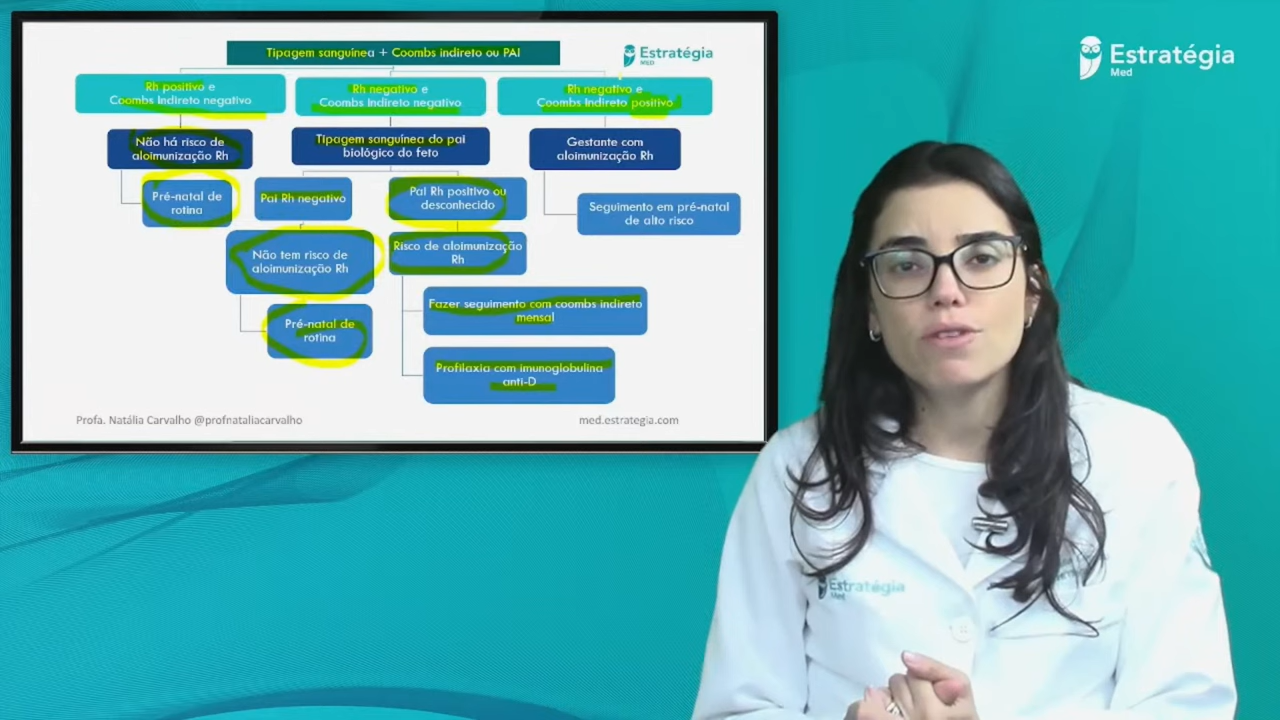 Tipagem sanguínea + Coombs indireto ou PAI
Estratégia
MED
Rh positivo e
Coombs Indireto negativo
Rh negativo e
Coombs Indireto negativo
Rh negativo e
Coombs Indireto positivo
Não há risco de
aloimunização Rh
Tipagem sanguínea do pai
biológico do feto
Gestante com
aloimunização Rh
Pré-natal de
rotina
Pai Rh negativo
Pai Rh positivo ou
desconhecido
Seguimento em pré-natal
de alto risco
Não tem risco de
aloimunização Rh
Risco de aloimunização
Rh
Pré-natal de
rotina
Fazer seguimento com coombs indireto
mensal
Profilaxia com imunoglobulina
anti-D
Profa. Natália Carvalho @profnataliacarvalho
med.estrategia.com
Estratégia
Med
Estratégia
Med